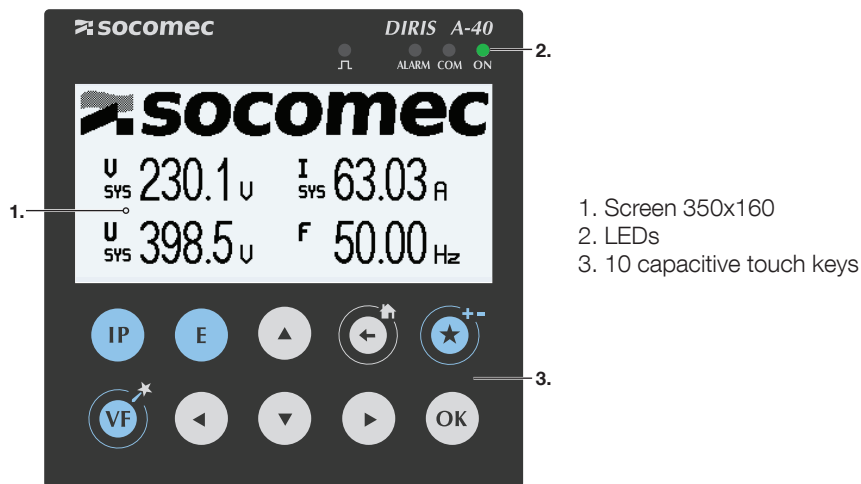 socomec DIRIS A-40
ALARM COM ON
2.
socomec
V SYS 230.1 V I SYS 63.03 A
1.
U SYS 398.5 V F 50.00 Hz
1. Screen 350x160
2. LEDs
3. 10 capacitive touch keys
IP E + -
3.
VF OK